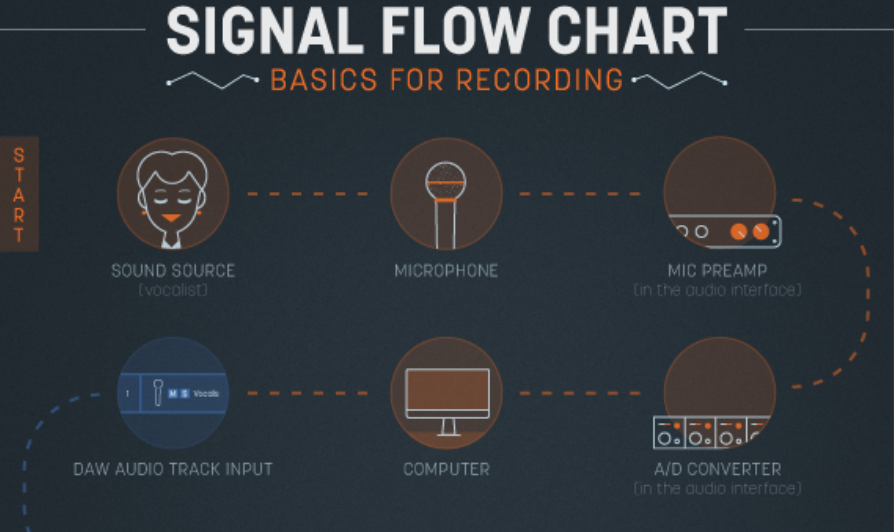 SIGNAL FLOW CHART
BASICS FOR RECORDING
START
SOUND SOURCE
(vocalist)
MICROPHONE
MIC PREAMP
(in the audio interface)
1 M S Vocals
DAW AUDIO TRACK INPUT
COMPUTER
A/D CONVERTER
(in the audio interface)